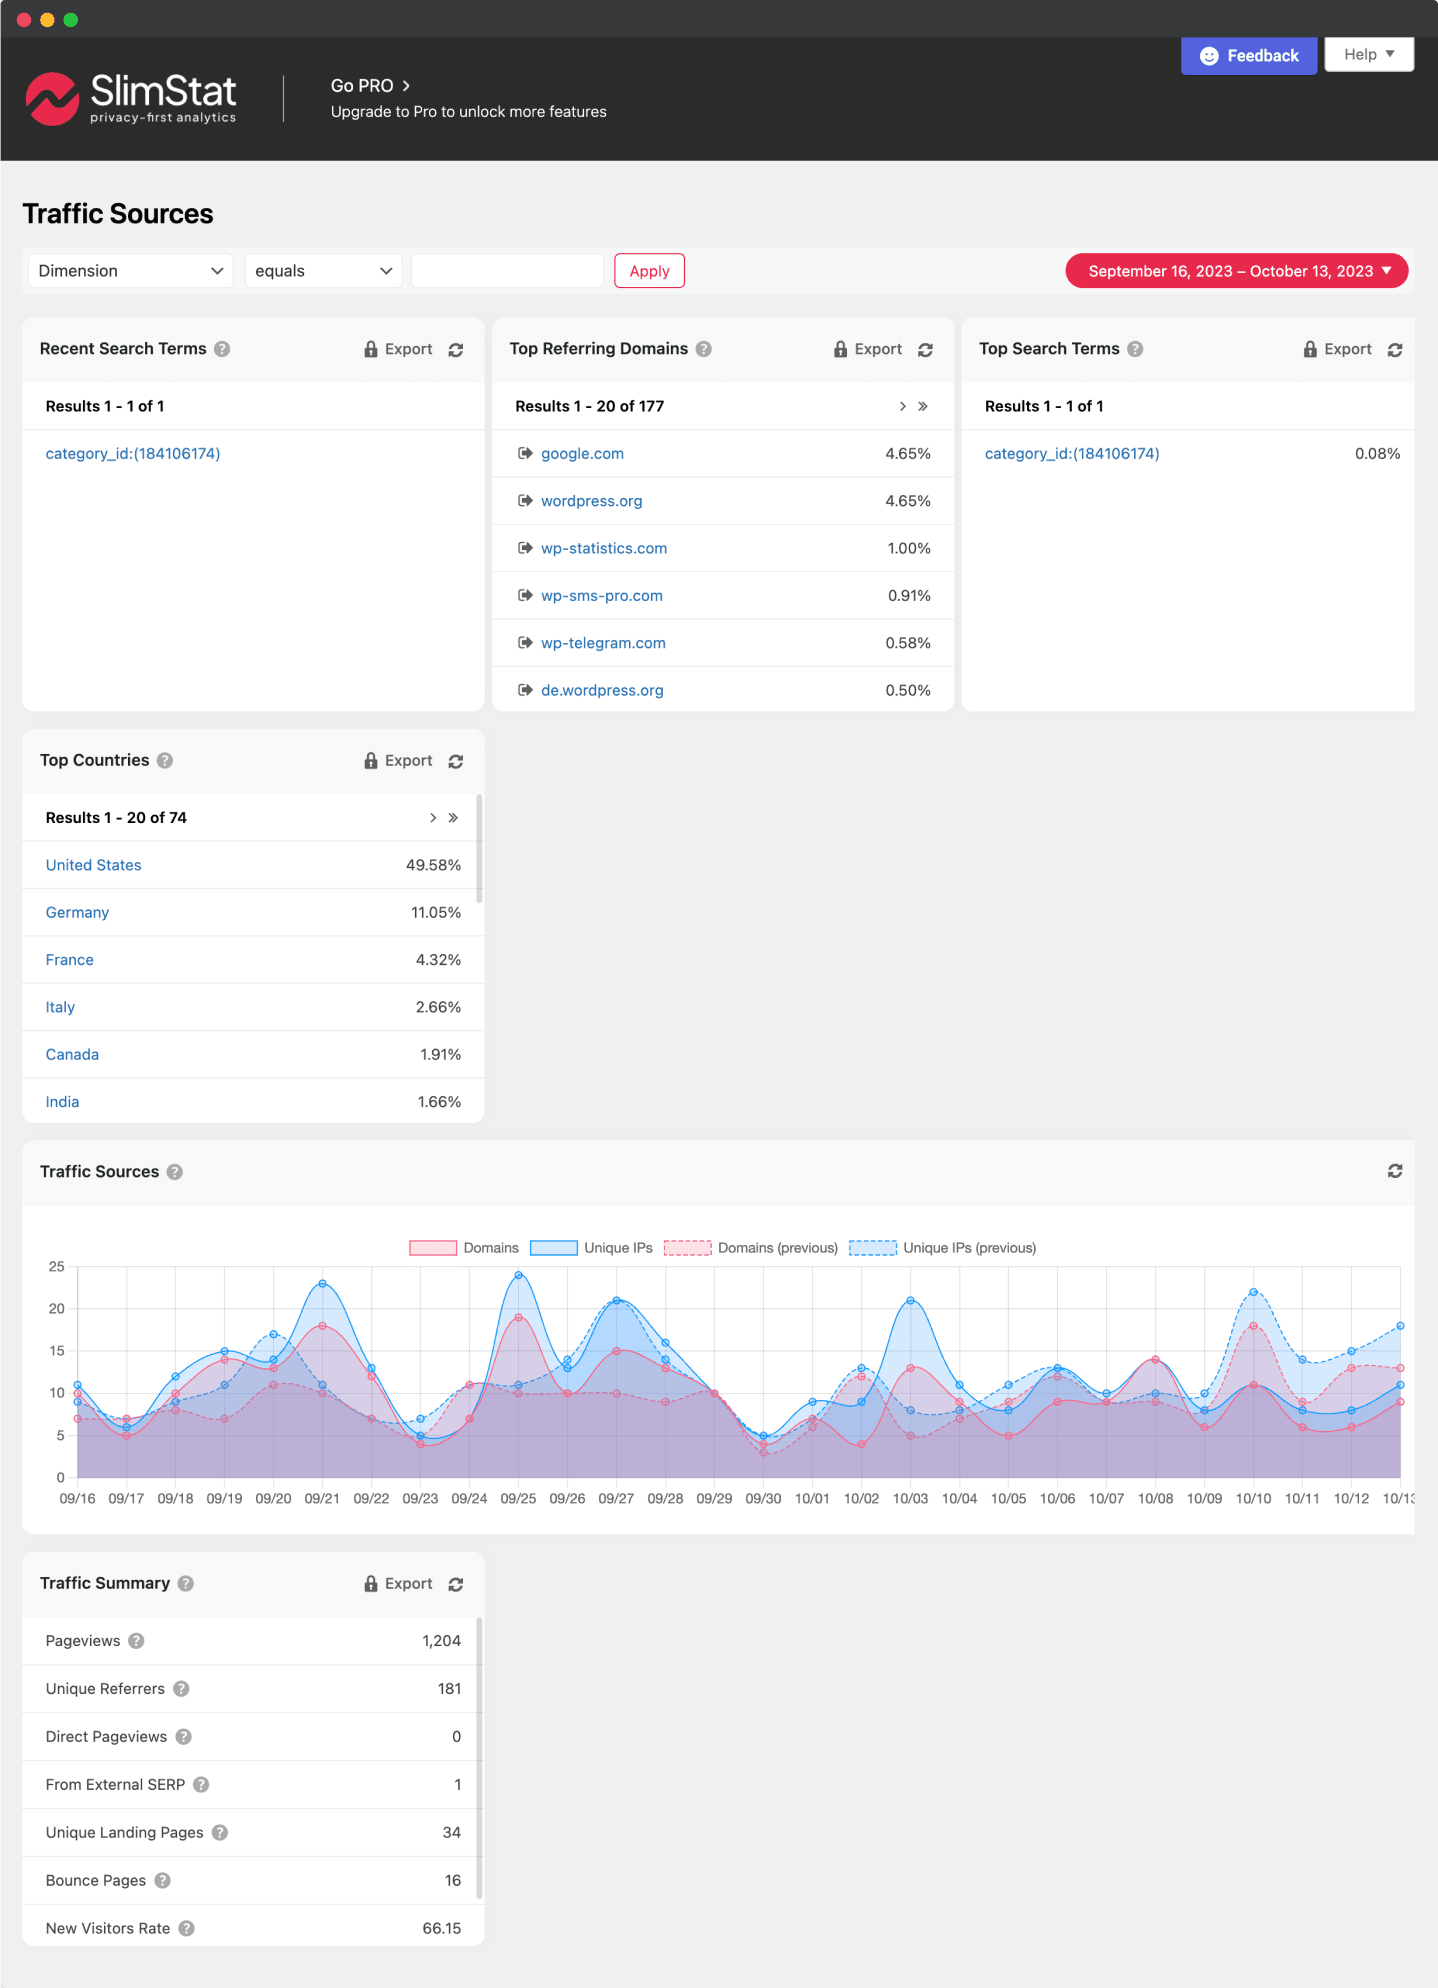 Feedback
Help
SlimStat
privacy-first analytics
Go PRO
Upgrade to Pro to unlock more features
Traffic Sources
Dimension
equals
Apply
September 16, 2023 – October 13, 2023
Recent Search Terms
Export
Results 1 - 1 of 1
category_id:(184106174)
Top Referring Domains
Export
Results 1 - 20 of 177
google.com 4.65%
wordpress.org 4.65%
wp-statistics.com 1.00%
wp-sms-pro.com 0.91%
wp-telegram.com 0.58%
de.wordpress.org 0.50%
Top Search Terms
Export
Results 1 - 1 of 1
category_id:(184106174) 0.08%
Top Countries
Export
Results 1 - 20 of 74
United States 49.58%
Germany 11.05%
France 4.32%
Italy 2.66%
Canada 1.91%
India 1.66%
Traffic Sources
Domains Unique IPs Domains (previous) Unique IPs (previous)
25
20
15
10
5
0
09/16 09/17 09/18 09/19 09/20 09/21 09/22 09/23 09/24 09/25 09/26 09/27 09/28 09/29 09/30 10/01 10/02 10/03 10/04 10/05 10/06 10/07 10/08 10/09 10/10 10/11 10/12 10/13
Traffic Summary
Export
Pageviews 1,204
Unique Referrers 181
Direct Pageviews 0
From External SERP 1
Unique Landing Pages 34
Bounce Pages 16
New Visitors Rate 66.15